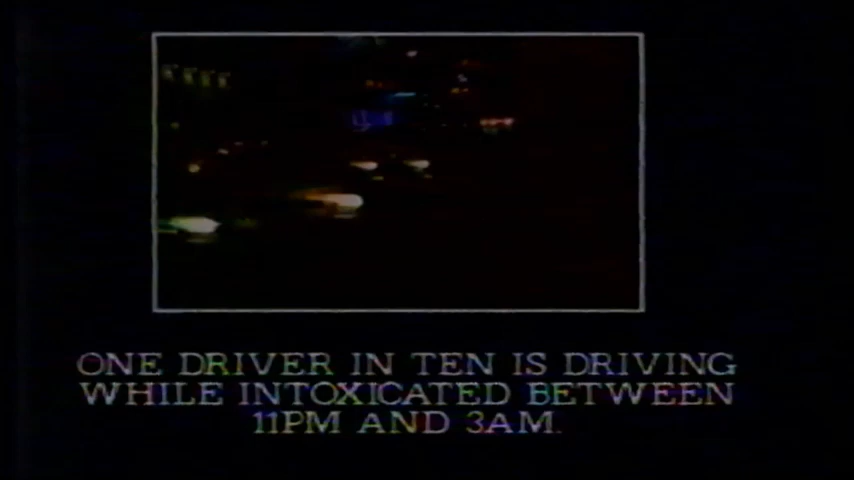 ONE DRIVER IN TEN IS DRIVING
WHILE INTOXICATED BETWEEN
11PM AND 3AM.